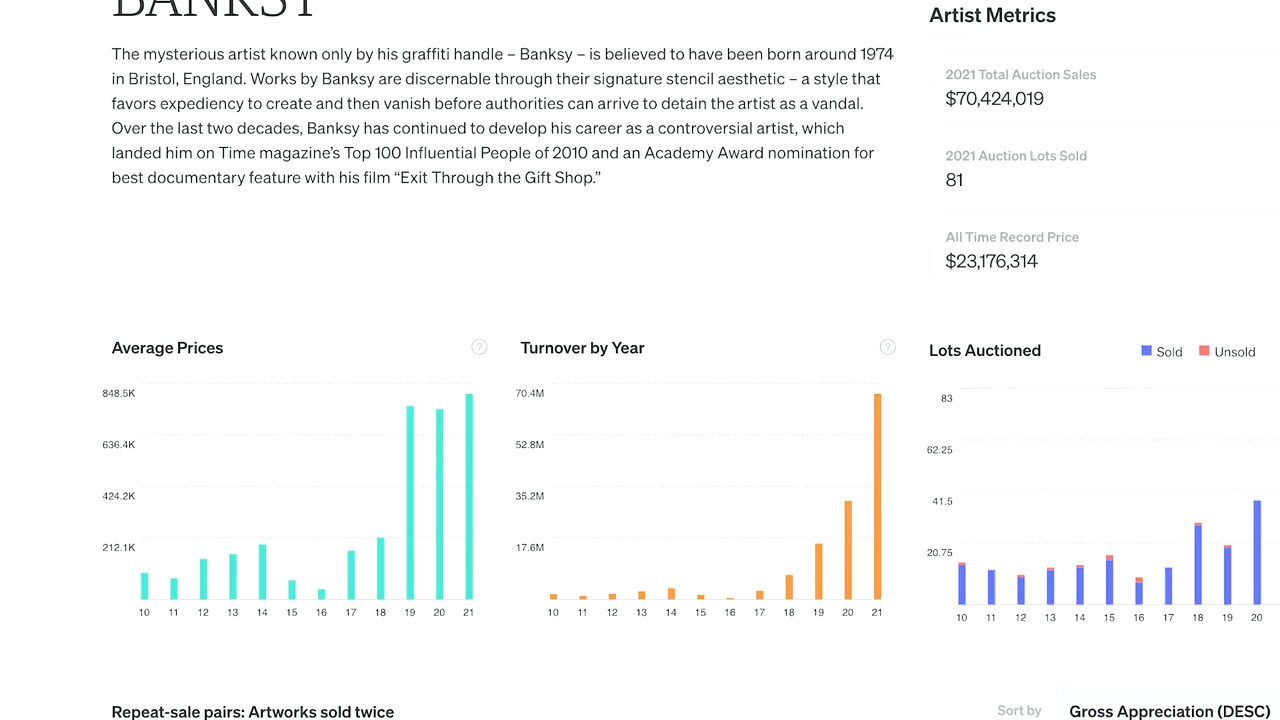 BANKSY
The mysterious artist known only by his graffiti handle – Banksy – is believed to have been born around 1974
in Bristol, England. Works by Banksy are discernable through their signature stencil aesthetic – a style that
favors expediency to create and then vanish before authorities can arrive to detain the artist as a vandal.
Over the last two decades, Banksy has continued to develop his career as a controversial artist, which
landed him on Time magazine’s Top 100 Influential People of 2010 and an Academy Award nomination for
best documentary feature with his film “Exit Through the Gift Shop.”
Artist Metrics
2021 Total Auction Sales
$70,424,019
2021 Auction Lots Sold
81
All Time Record Price
$23,176,314
Average Prices ?
848.5K
636.4K
424.2K
212.1K
10 11 12 13 14 15 16 17 18 19 20 21
Turnover by Year ?
70.4M
52.8M
35.2M
17.6M
10 11 12 13 14 15 16 17 18 19 20 21
Lots Auctioned Sold Unsold
83
62.25
41.5
20.75
10 11 12 13 14 15 16 17 18 19 20
Repeat-sale pairs: Artworks sold twice
Sort by Gross Appreciation (DESC)